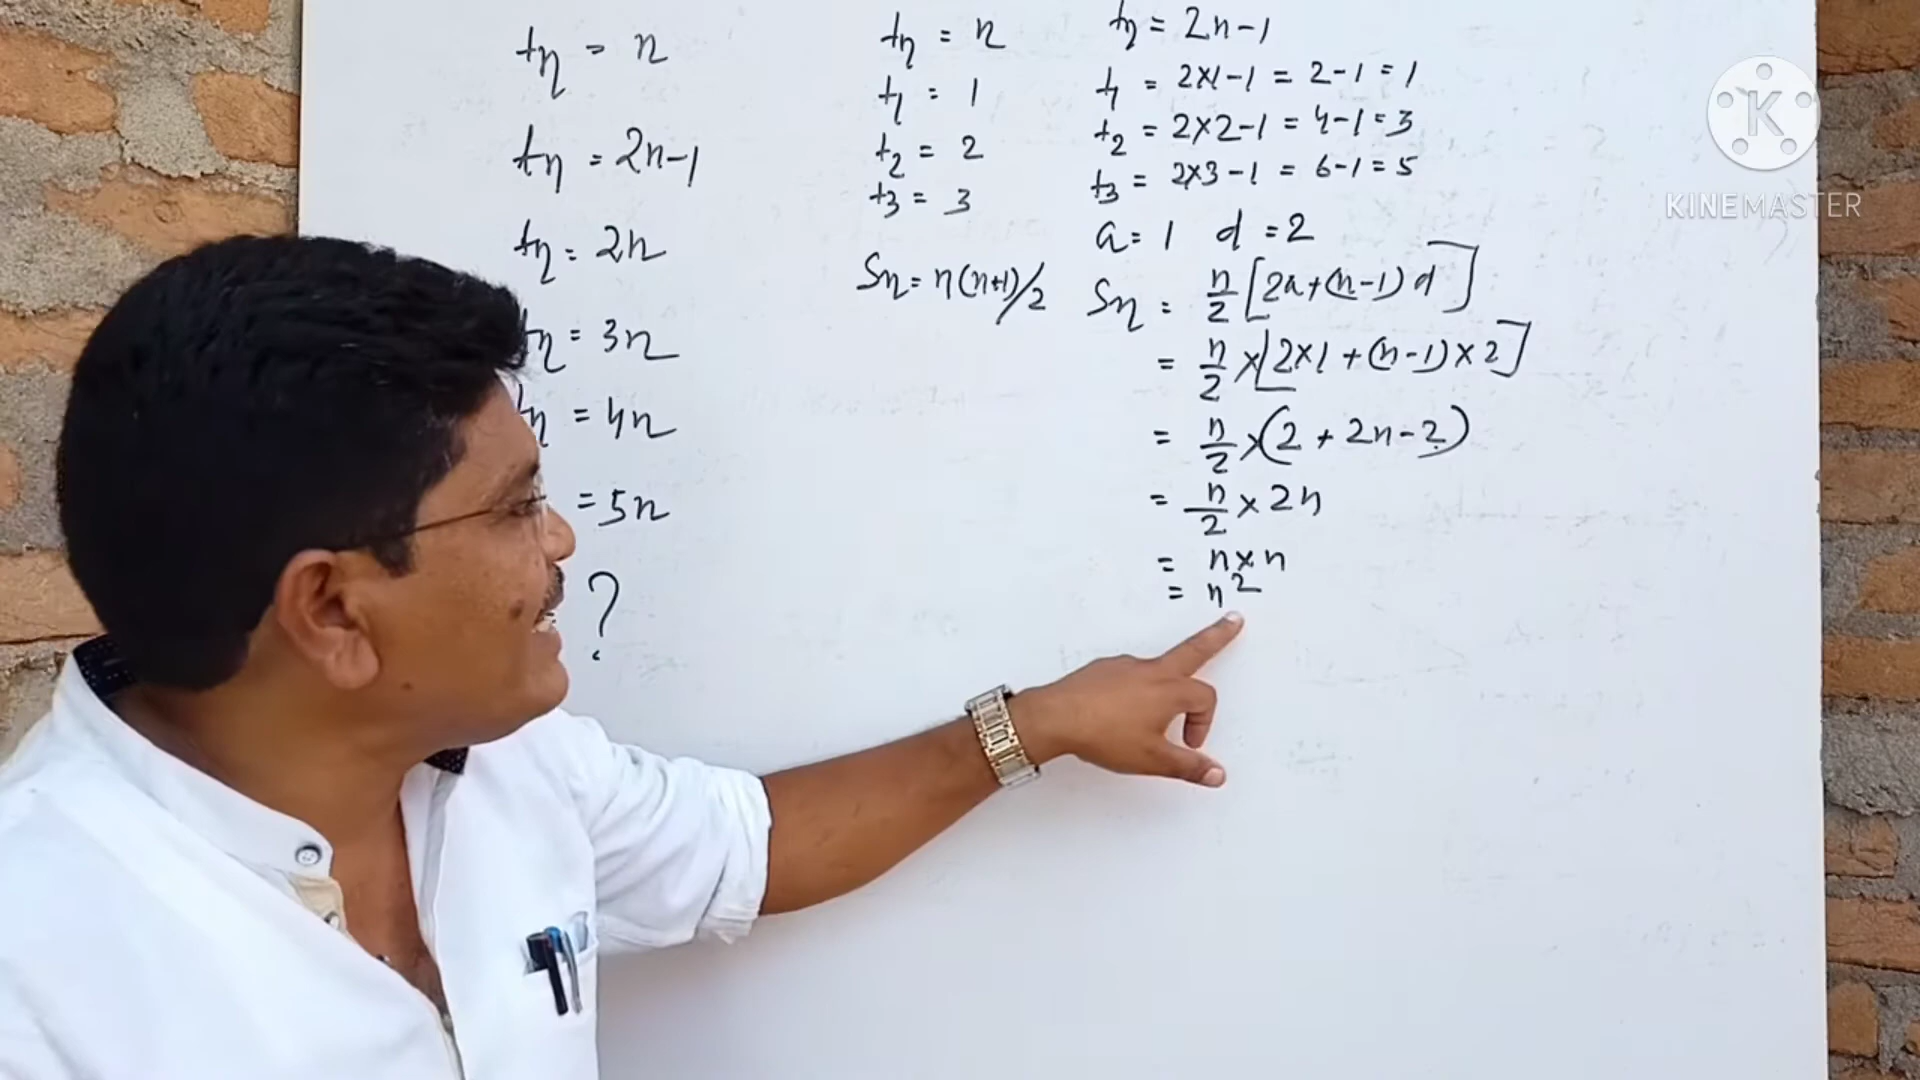 tn = n
tn = 2n-1
tn = 2n
tn = 3n
tn = 4n
= 5n
?
tn = n
t1 = 1
t2 = 2
t3 = 3
Sn = n(n+1)/2
tn = 2n-1
t1 = 2×1-1 = 2-1 = 1
t2 = 2×2-1 = 4-1 = 3
t3 = 2×3-1 = 6-1 = 5
a = 1 d = 2
Sn = n/2 [2a+(n-1)d]
= n/2 × [2×1+(n-1)×2]
= n/2 × (2+2n-2)
= n/2 × 2n
= n×n
= n²
K
KINEMASTER